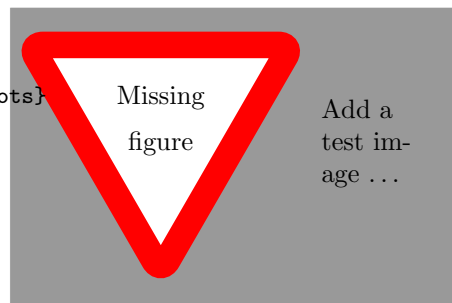 ots}
Missing
figure
Add a
test im-
age ...